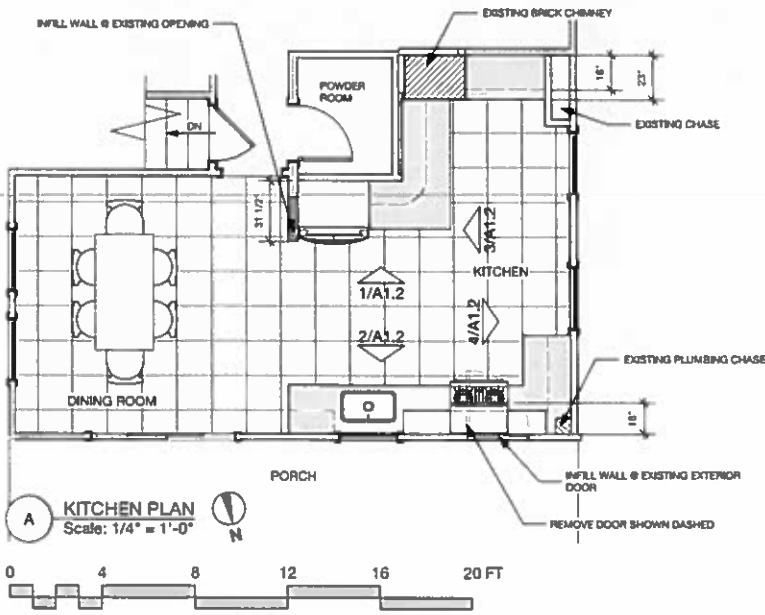 EXISTING BRICK CHIMNEY
INFILL WALL @ EXISTING OPENING
POWDER
ROOM
16"
23"
EXISTING CHASE
DN
31 1/2"
3/A1.2
KITCHEN
1/A1.2
4/A1.2
2/A1.2
EXISTING PLUMBING CHASE
DINING ROOM
18"
PORCH
INFILL WALL @ EXISTING EXTERIOR
DOOR
A
KITCHEN PLAN
Scale: 1/4" = 1'-0"
N
REMOVE DOOR SHOWN DASHED
0 4 8 12 16 20 FT